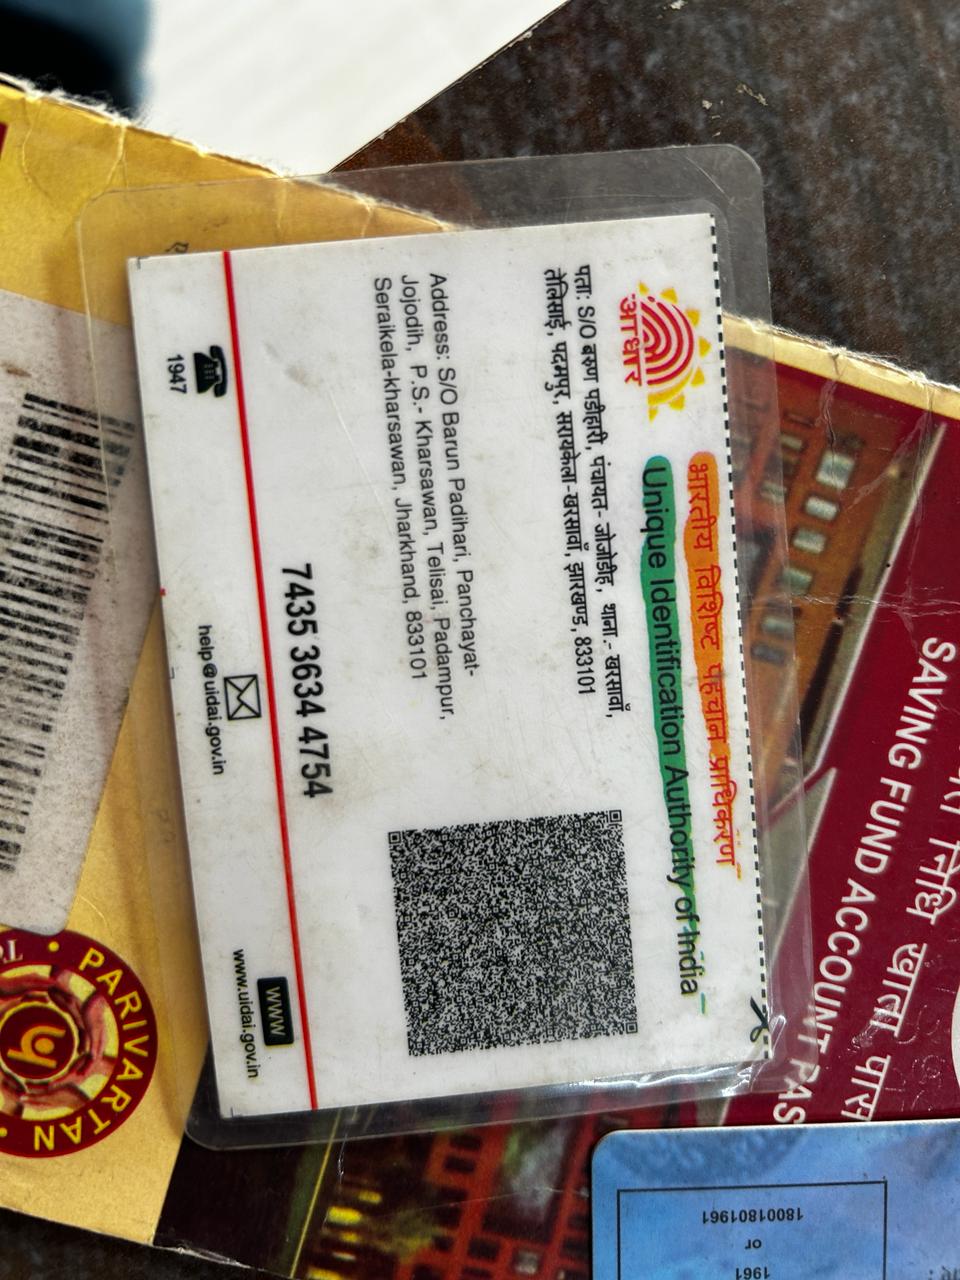 आधार
भारतीय विशिष्ट पहचान प्राधिकरण
Unique Identification Authority of India
पता: S/O बरुण पड़ीहारी, पंचायत- जोजोडीह, थाना.- खरसावाँ,
तेलिसाई, पदमपुर, सरायकेला-खरसावाँ, झारखण्ड, 833101
Address: S/O Barun Padihari, Panchayat-
Jojodih, P.S.- Kharsawan, Telisai, Padampur,
Seraikela-kharsawan, Jharkhand, 833101
7435 3634 4754
1947
help@uidai.gov.in
WWW
www.uidai.gov.in
निधि खाता
SAVING FUND ACCOUNT PAS
PARIVARTAN
18001801961
or
1961